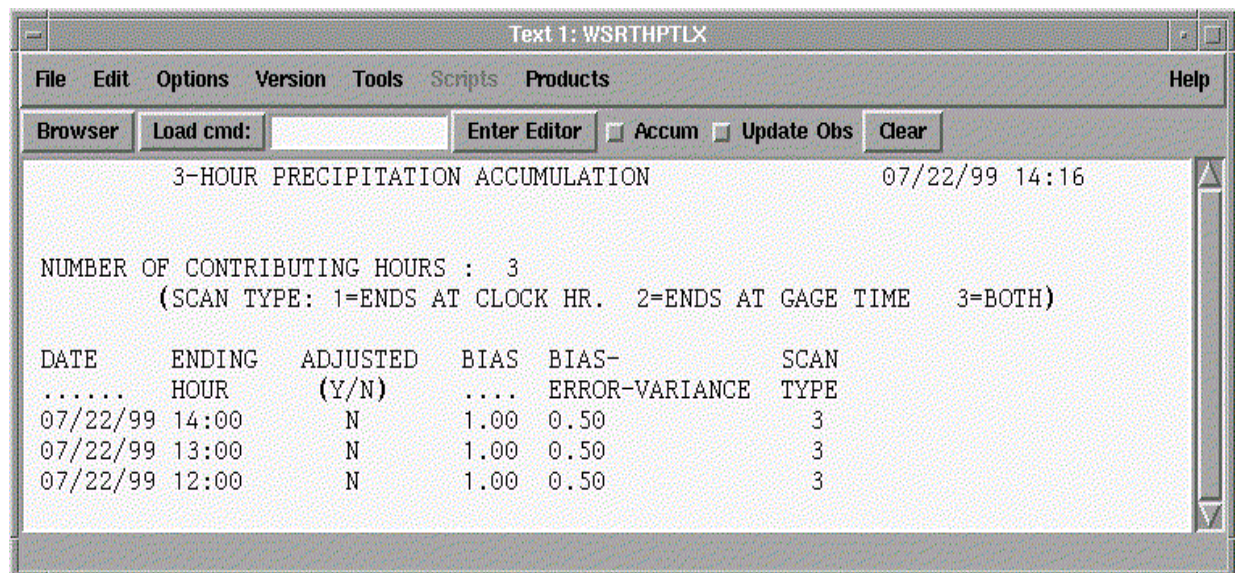 Text 1: WSRTHPTLX
File Edit Options Version Tools Scripts Products Help
Browser Load cmd: Enter Editor Accum Update Obs Clear
3-HOUR PRECIPITATION ACCUMULATION 07/22/99 14:16
NUMBER OF CONTRIBUTING HOURS : 3
(SCAN TYPE: 1=ENDS AT CLOCK HR. 2=ENDS AT GAGE TIME 3=BOTH)
DATE ENDING ADJUSTED BIAS BIAS- SCAN
...... HOUR (Y/N) .... ERROR-VARIANCE TYPE
07/22/99 14:00 N 1.00 0.50 3
07/22/99 13:00 N 1.00 0.50 3
07/22/99 12:00 N 1.00 0.50 3